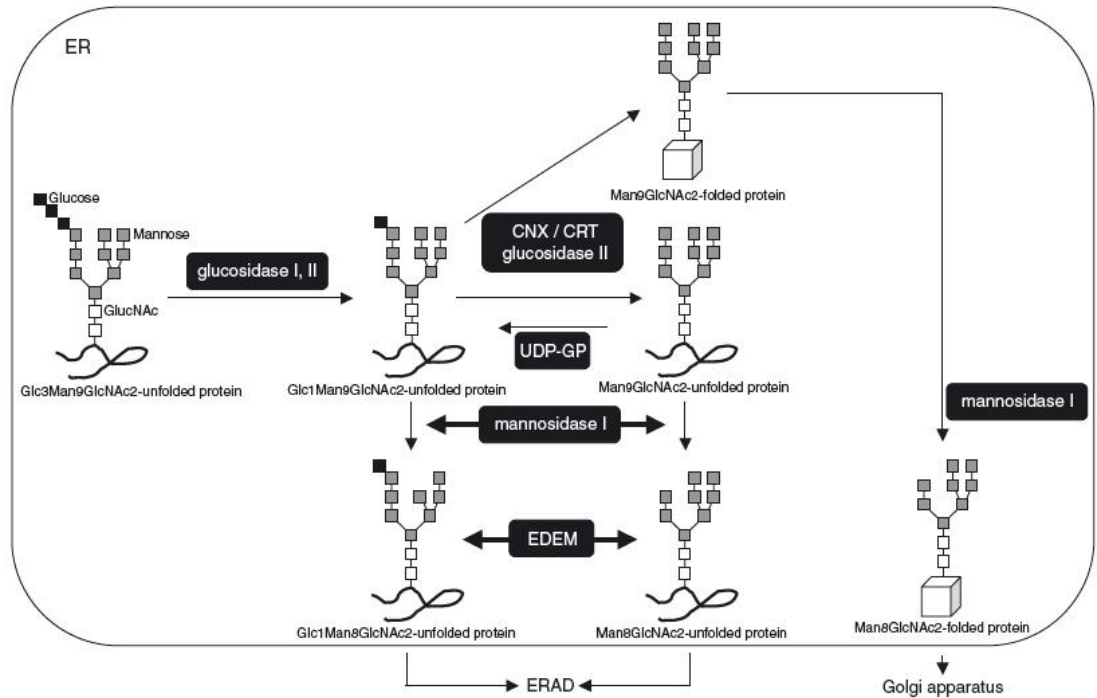 ER
Man9GlcNAc2-folded protein
Glucose
Mannose
GlucNAc
Glc3Man9GlcNAc2-unfolded protein
glucosidase I, II
Glc1Man9GlcNAc2-unfolded protein
CNX / CRT
glucosidase II
UDP-GP
Man9GlcNAc2-unfolded protein
mannosidase I
mannosidase I
EDEM
Glc1Man8GlcNAc2-unfolded protein
Man8GlcNAc2-unfolded protein
Man8GlcNAc2-folded protein
ERAD
Golgi apparatus